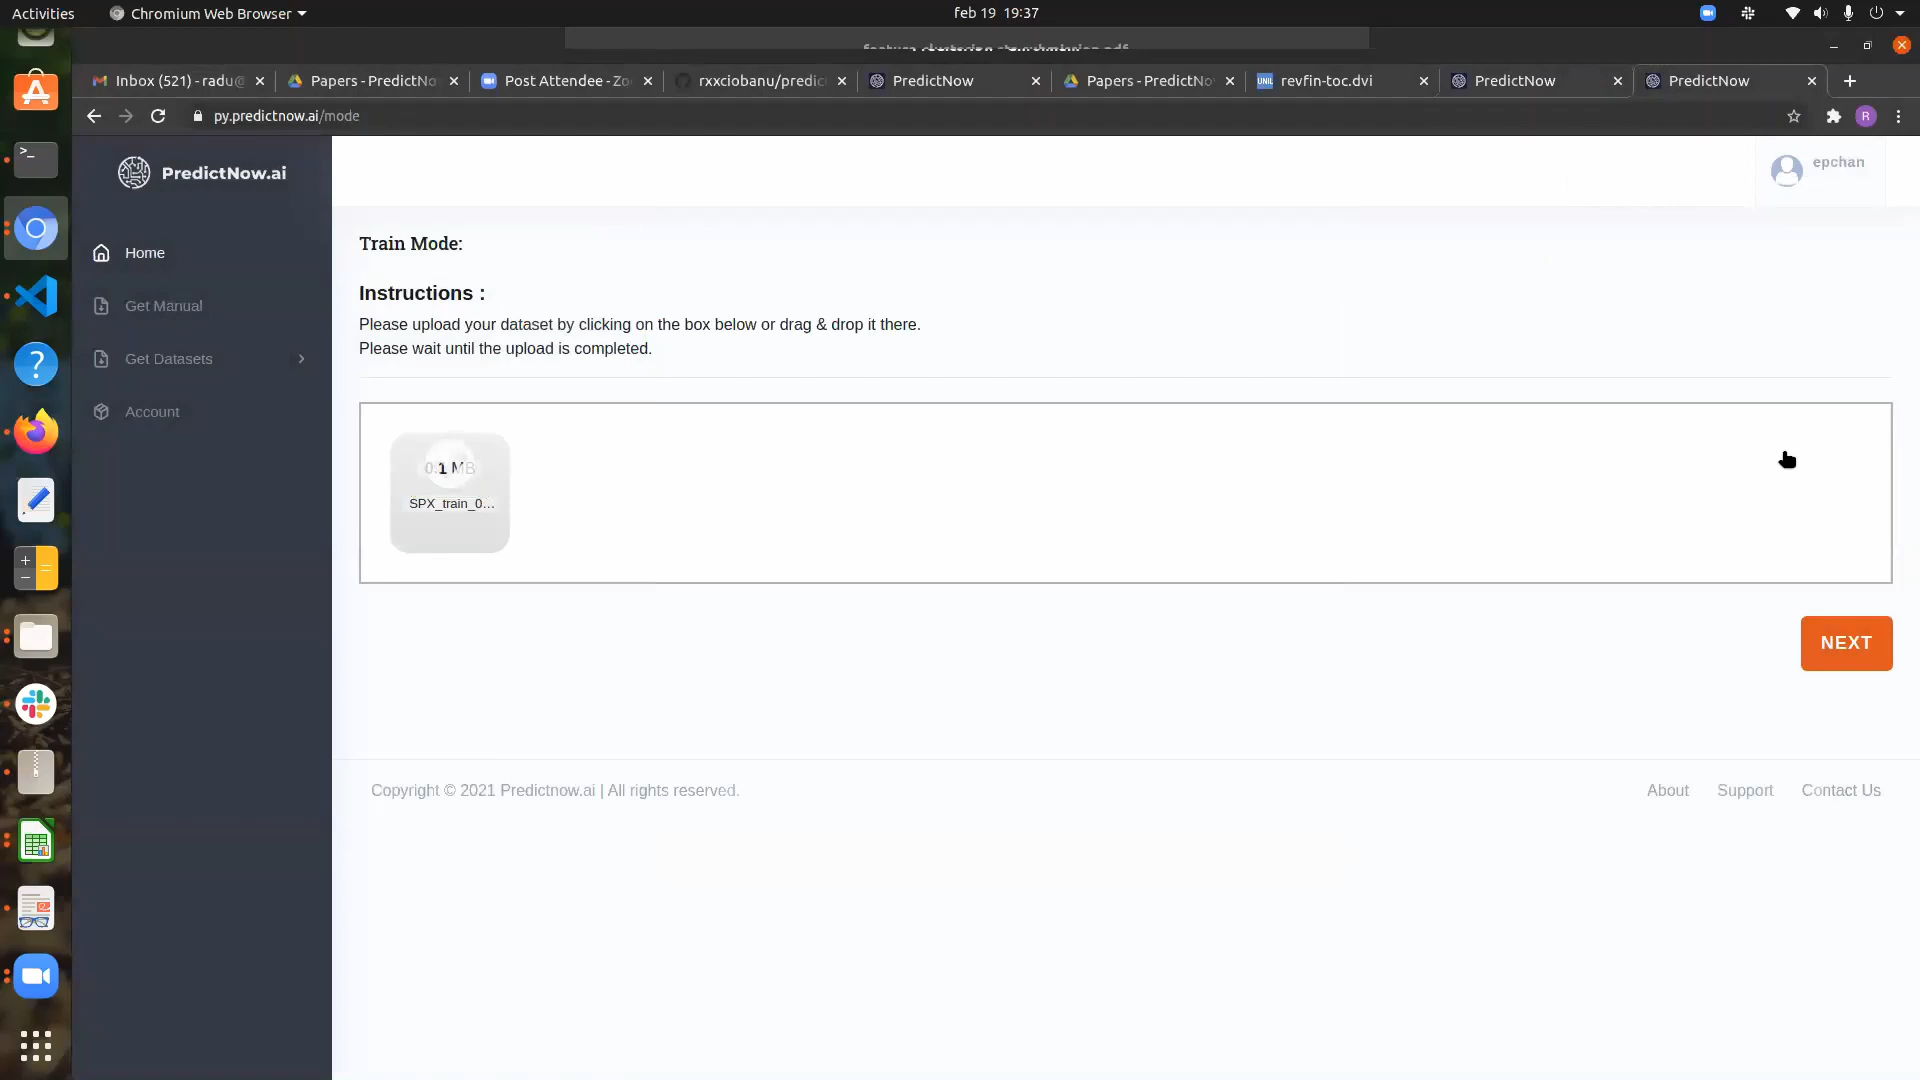 Activities
Chromium Web Browser
feb 19 19:37
Inbox (521) - radu@
Papers - PredictNo
Post Attendee - Zo
rxxciobanu/predic
PredictNow
Papers - PredictNo
UNIL
revfin-toc.dvi
PredictNow
PredictNow
py.predictnow.ai/mode
R
PredictNow.ai
epchan
Home
Get Manual
Get Datasets
Account
Train Mode:
Instructions :
Please upload your dataset by clicking on the box below or drag & drop it there.
Please wait until the upload is completed.
0.1 MB
SPX_train_0...
NEXT
Copyright © 2021 Predictnow.ai | All rights reserved.
About
Support
Contact Us